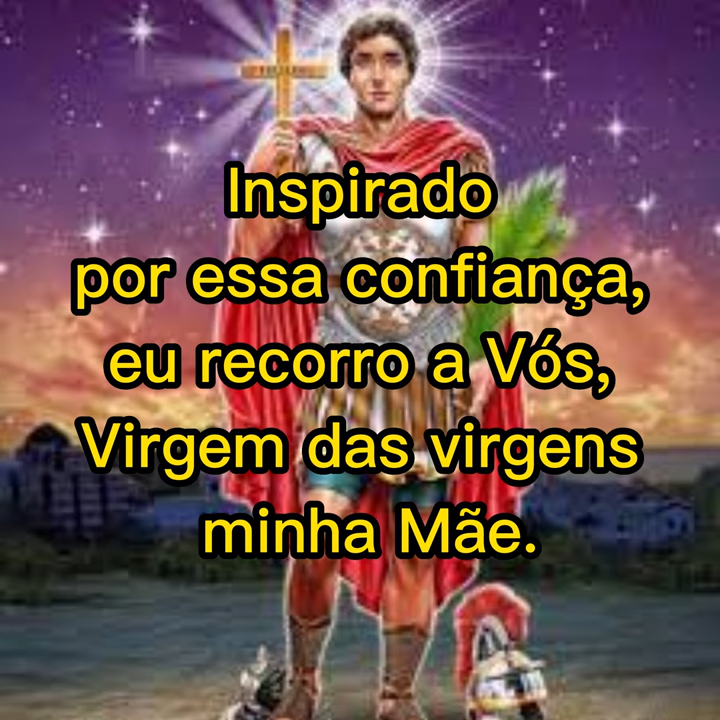 Inspirado
por essa confiança,
eu recorro a Vós,
Virgem das virgens
minha Mãe.